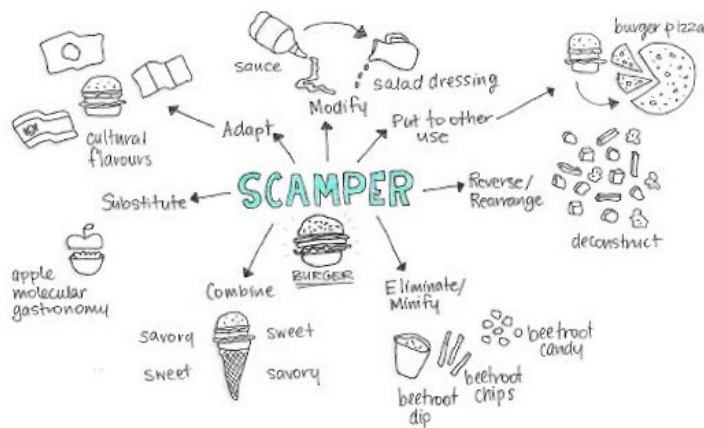 burger pizza
sauce
salad dressing
Modify
Put to other
use
Adapt
cultural
flavours
SCAMPER
BURGER
Substitute
Reverse/
Rearrange
deconstruct
apple
molecular
gastronomy
Combine
savory
sweet
sweet
savory
Eliminate/
Minify
beetroot
candy
beetroot
chips
beetroot
dip